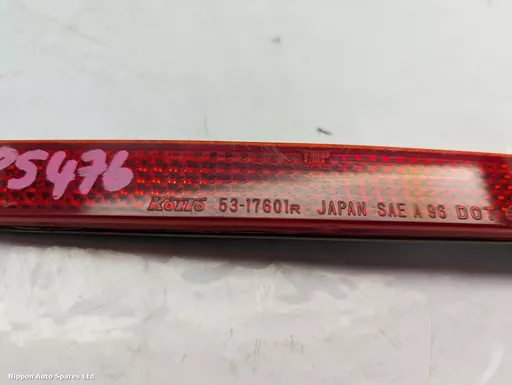 TOP
PS476
KOITO 53-17601R JAPAN SAE A 96 DOT
Nippon Auto Spares Ltd